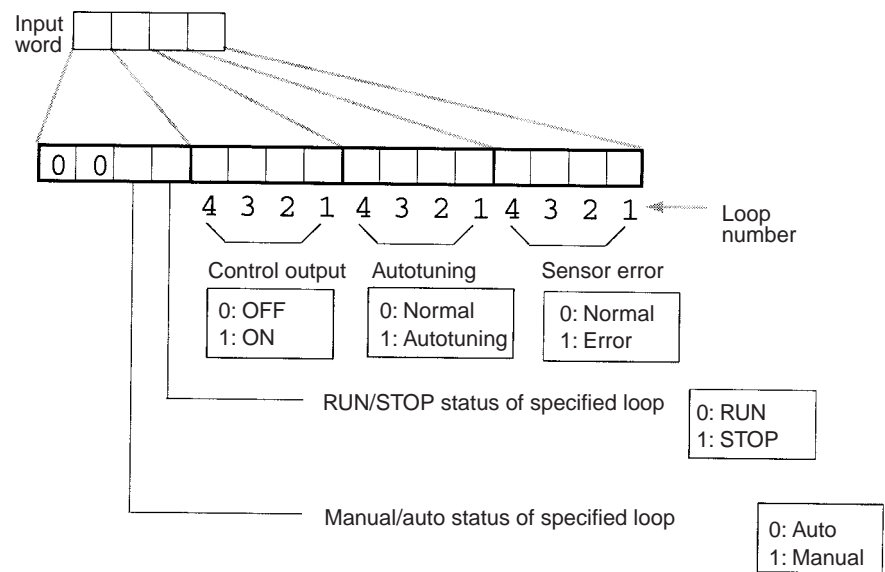 Input
word
0 0
4 3 2 1 4 3 2 1 4 3 2 1
Loop
number
Control output
0: OFF
1: ON
Autotuning
0: Normal
1: Autotuning
Sensor error
0: Normal
1: Error
RUN/STOP status of specified loop
0: RUN
1: STOP
Manual/auto status of specified loop
0: Auto
1: Manual